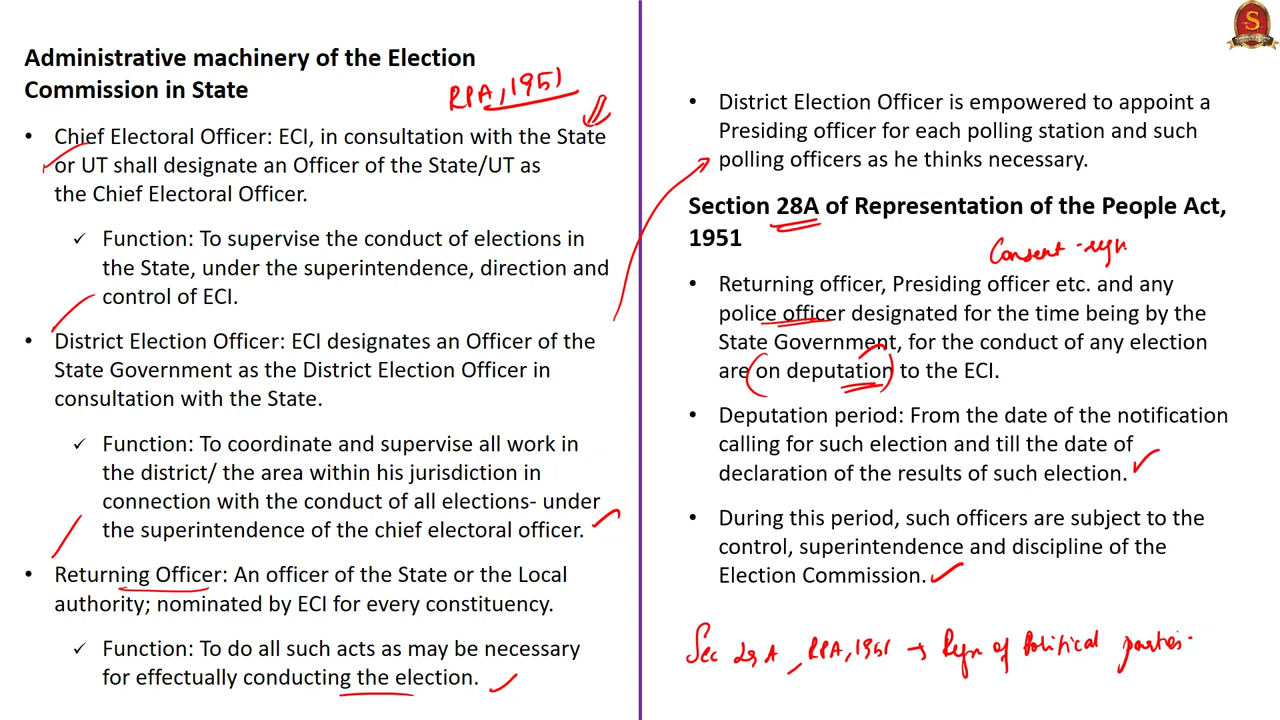 Administrative machinery of the Election
Commission in State
RPA, 1951
• Chief Electoral Officer: ECI, in consultation with the State
or UT shall designate an Officer of the State/UT as
the Chief Electoral Officer.
✓ Function: To supervise the conduct of elections in
the State, under the superintendence, direction and
control of ECI.
• District Election Officer: ECI designates an Officer of the
State Government as the District Election Officer in
consultation with the State.
✓ Function: To coordinate and supervise all work in
the district/ the area within his jurisdiction in
connection with the conduct of all elections- under
the superintendence of the chief electoral officer.
• Returning Officer: An officer of the State or the Local
authority; nominated by ECI for every constituency.
✓ Function: To do all such acts as may be necessary
for effectually conducting the election.
• District Election Officer is empowered to appoint a
Presiding officer for each polling station and such
polling officers as he thinks necessary.
Section 28A of Representation of the People Act,
1951
Consent
• Returning officer, Presiding officer etc. and any
police officer designated for the time being by the
State Government, for the conduct of any election
are on deputation to the ECI.
• Deputation period: From the date of the notification
calling for such election and till the date of
declaration of the results of such election.
• During this period, such officers are subject to the
control, superintendence and discipline of the
Election Commission.
Sec 29A, RPA, 1951 → Regn of Political parties